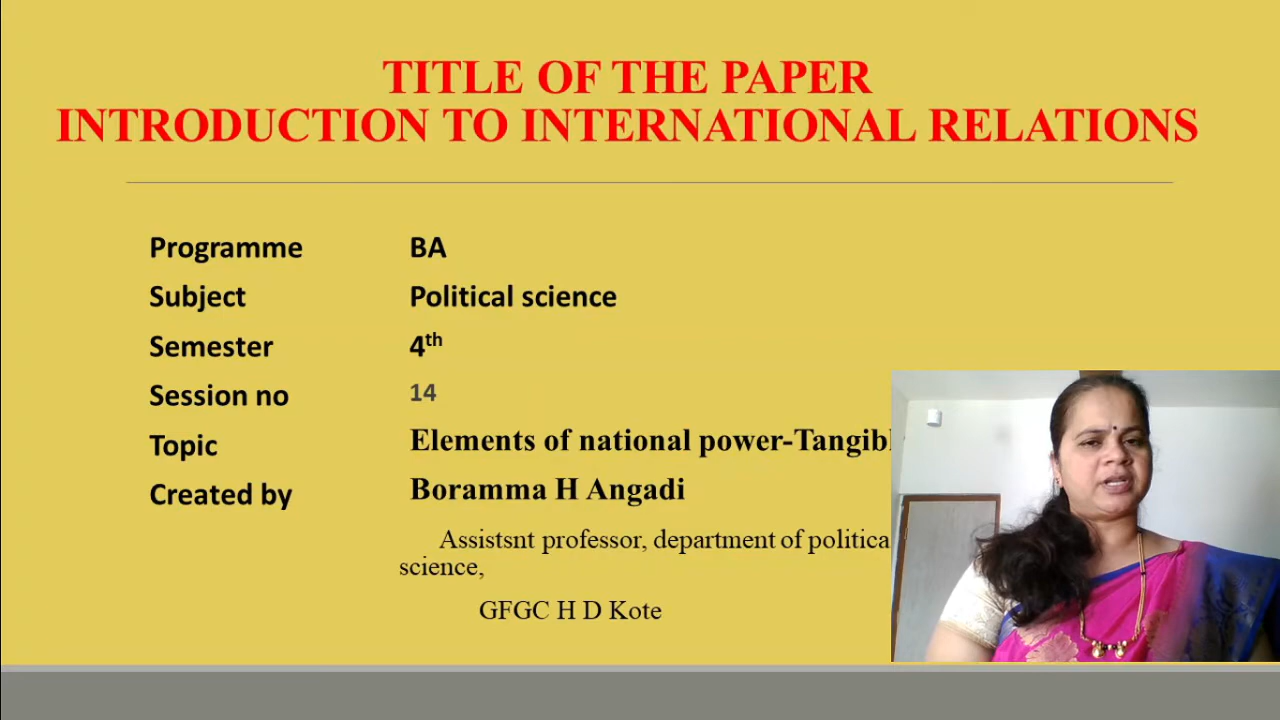 TITLE OF THE PAPER
INTRODUCTION TO INTERNATIONAL RELATIONS
Programme BA
Subject Political science
Semester 4th
Session no 14
Topic Elements of national power-Tangibl
Created by Boramma H Angadi
Assistsnt professor, department of politica
science,
GFGC H D Kote